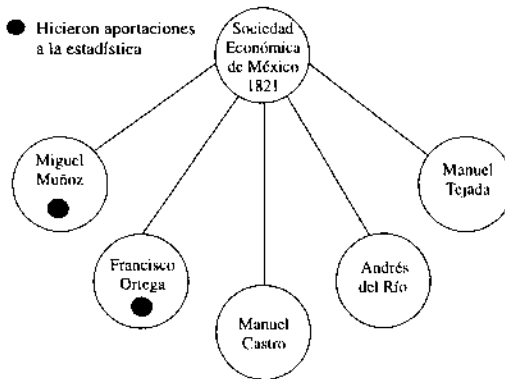 Hicieron aportaciones
a la estadística
Sociedad
Económica
de México
1821
Miguel
Muñoz
Manuel
Tejada
Francisco
Ortega
Andrés
del Río
Manuel
Castro